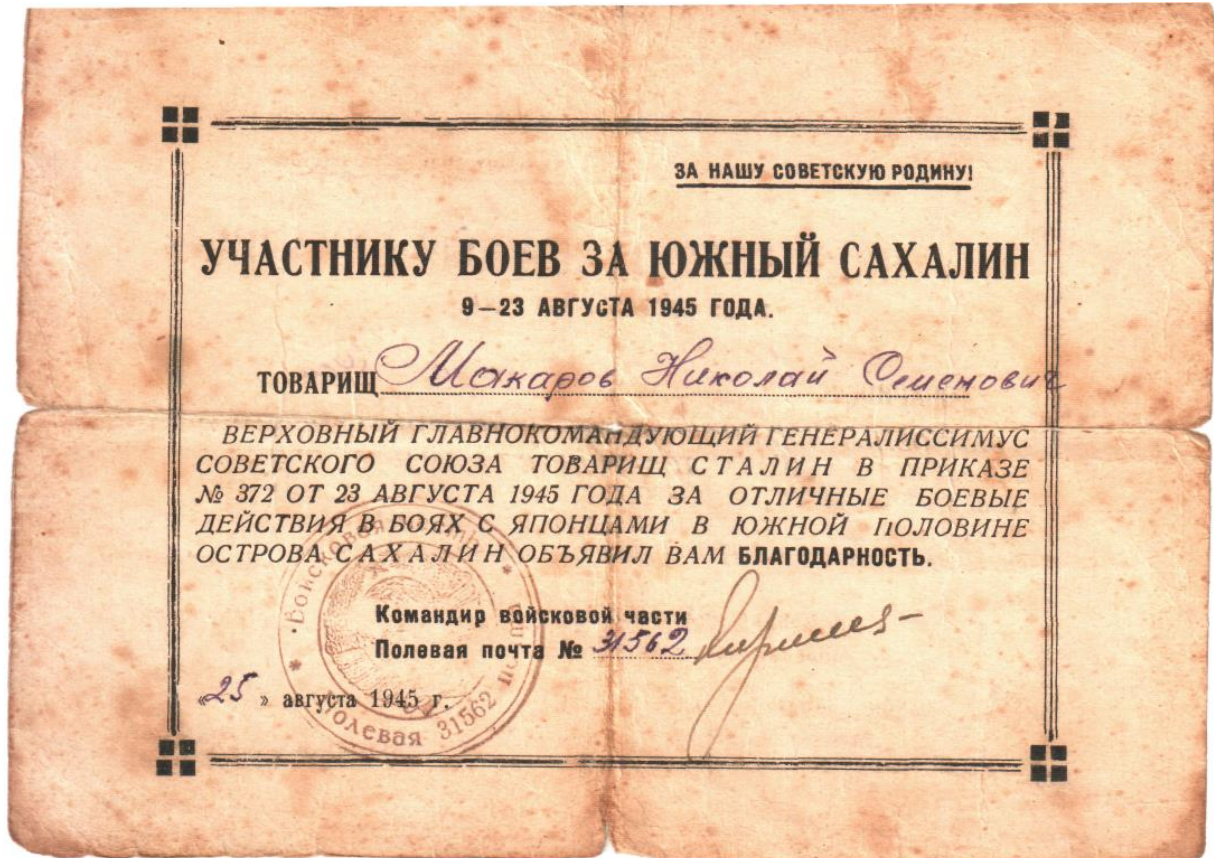 ЗА НАШУ СОВЕТСКУЮ РОДИНУ!
УЧАСТНИКУ БОЕВ ЗА ЮЖНЫЙ САХАЛИН
9—23 АВГУСТА 1945 ГОДА.
ТОВАРИЩ Макаров Николай Семенович
ВЕРХОВНЫЙ ГЛАВНОКОМАНДУЮЩИЙ ГЕНЕРАЛИССИМУС
СОВЕТСКОГО СОЮЗА ТОВАРИЩ СТАЛИН В ПРИКАЗЕ
№ 372 ОТ 23 АВГУСТА 1945 ГОДА ЗА ОТЛИЧНЫЕ БОЕВЫЕ
ДЕЙСТВИЯ В БОЯХ С ЯПОНЦАМИ В ЮЖНОЙ ПОЛОВИНЕ
ОСТРОВА САХАЛИН ОБЪЯВИЛ ВАМ БЛАГОДАРНОСТЬ.
Командир войсковой части
Полевая почта № 31562
«25» августа 1945 г.
Войсковая часть
Полевая 31562